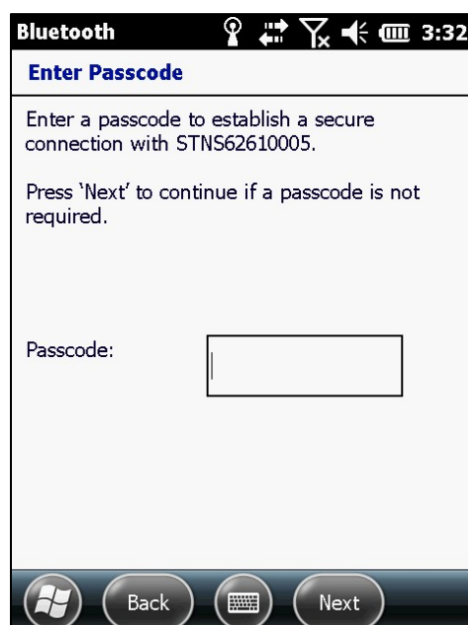 Bluetooth 3:32
Enter Passcode
Enter a passcode to establish a secure
connection with STNS62610005.
Press ‘Next’ to continue if a passcode is not
required.
Passcode:
Back Next